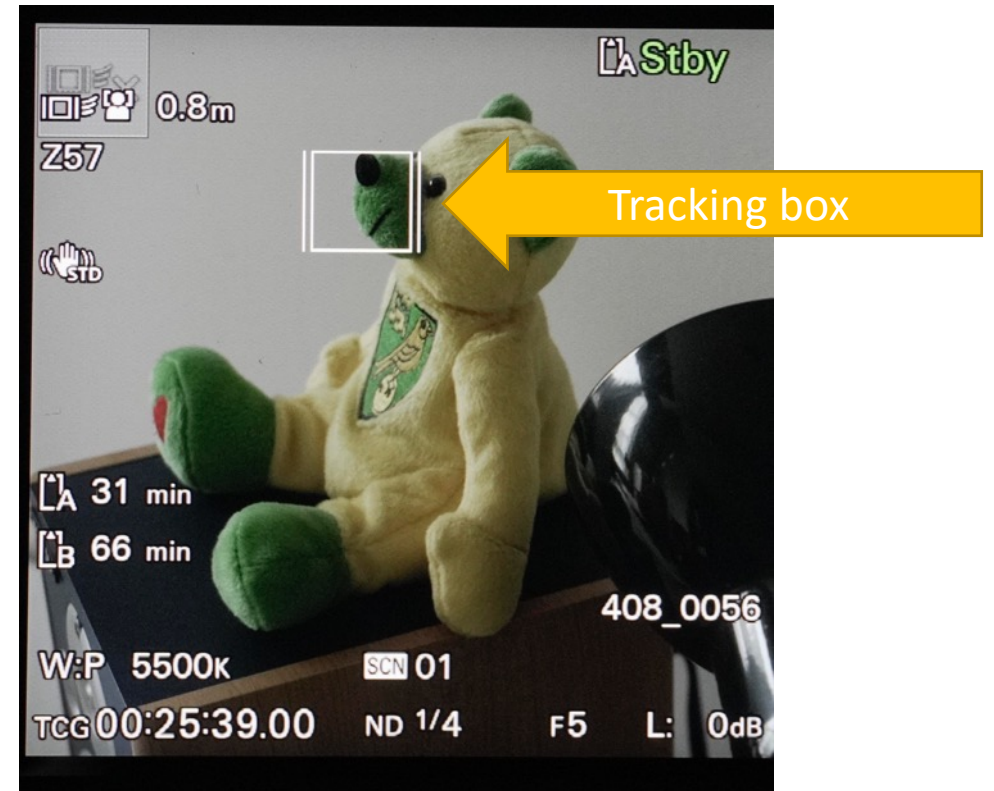 A Stby
0.8m
Z57
Tracking box
STD
A 31 min
B 66 min
408_0056
W:P 5500K SCN 01
TCG 00:25:39.00 ND 1/4 F5 L: 0dB